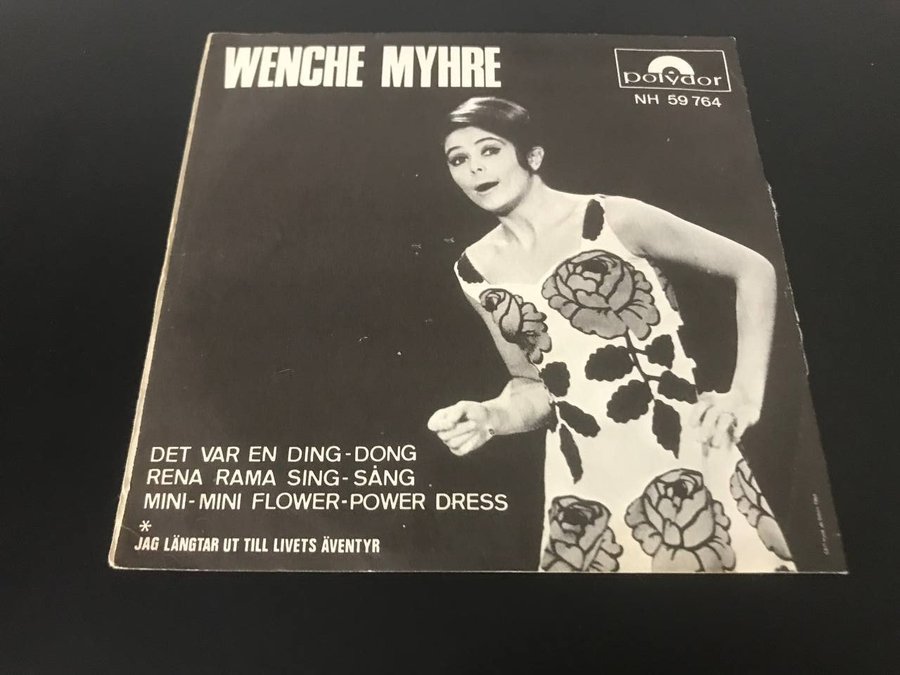 WENCHE MYHRE
polydor
NH 59 764
DET VAR EN DING-DONG
RENA RAMA SING-SÅNG
MINI-MINI FLOWER-POWER DRESS
*
JAG LÄNGTAR UT TILL LIVETS ÄVENTYR